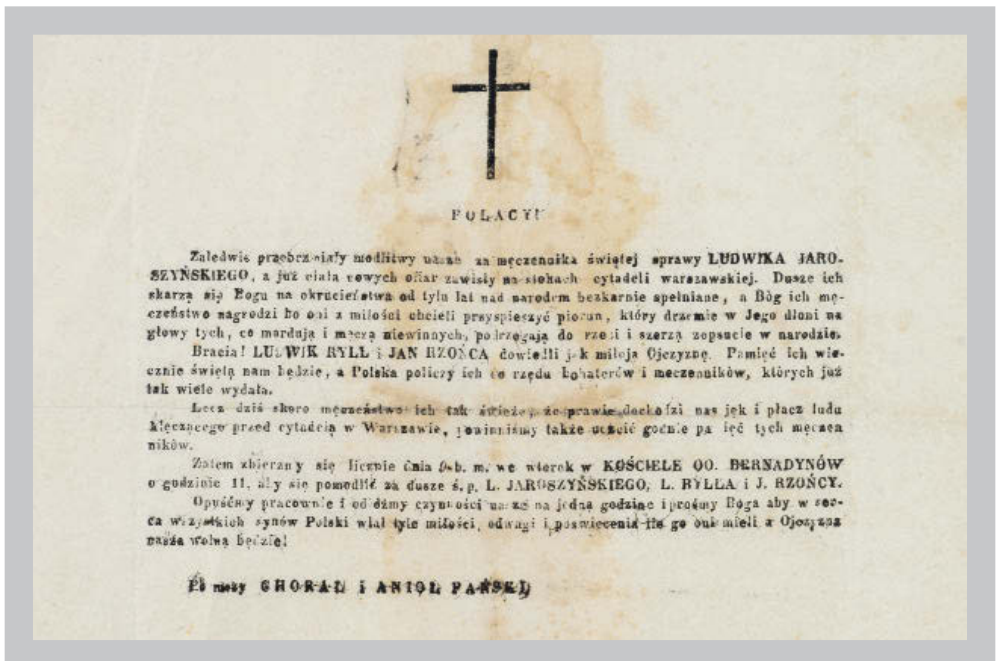 POLACY!
Zaledwie przebrzmiały modlitwy nasze za męczennika świętej sprawy LUDWIKA JARO-
SZYŃSKIEGO, a już ciała nowych ofiar zawisły na stokach cytadeli warszawskiej. Dusze ich
skarzą się Bogu na okrucieństwa od tylu lat nad narodem bezkarnie spełniane, a Bóg ich mę-
czeństwo nagrodzi bo oni z miłości chcieli przyspieszyć piorun, który drzemie w Jego dłoni na
głowy tych, co mordują i męczą niewinnych, podżegają do rzezi i szerzą zepsucie w narodzie.
Bracia! LUDWIK RYLL i JAN RZOŃCA dowiedli jak miłują Ojczyznę. Pamięć ich wie-
cznie świętą nam będzie, a Polska policzy ich do rzędu bohaterów i męczenników, których już
tak wiele wydała.
Lecz dziś skoro męczeństwo ich tak świeże, że prawie dochodzi nas jęk i płacz ludu
klęczącego przed cytadelą w Warszawie, powinniśmy także uczcić godnie pamięć tych męczen
ników.
Zatem zbierzmy się licznie dnia b. m. we wtorek w KOŚCIELE OO. BERNADYNÓW
o godzinie 11, aby się pomodlić za dusze ś. p. L. JAROSZYŃSKIEGO, L. RYLLA i J. RZOŃCY.
Opuśćmy pracownie i odłóżmy czynności nasze na jedną godzinę i prośmy Boga aby w ser-
ca wszystkich synów Polski wlał tyle miłości, odwagi i poświęcenia ile go oni mieli a Ojczyzna
nasza wolną będzie!
Po mszy CHORAŁ i ANIOŁ PAŃSKI